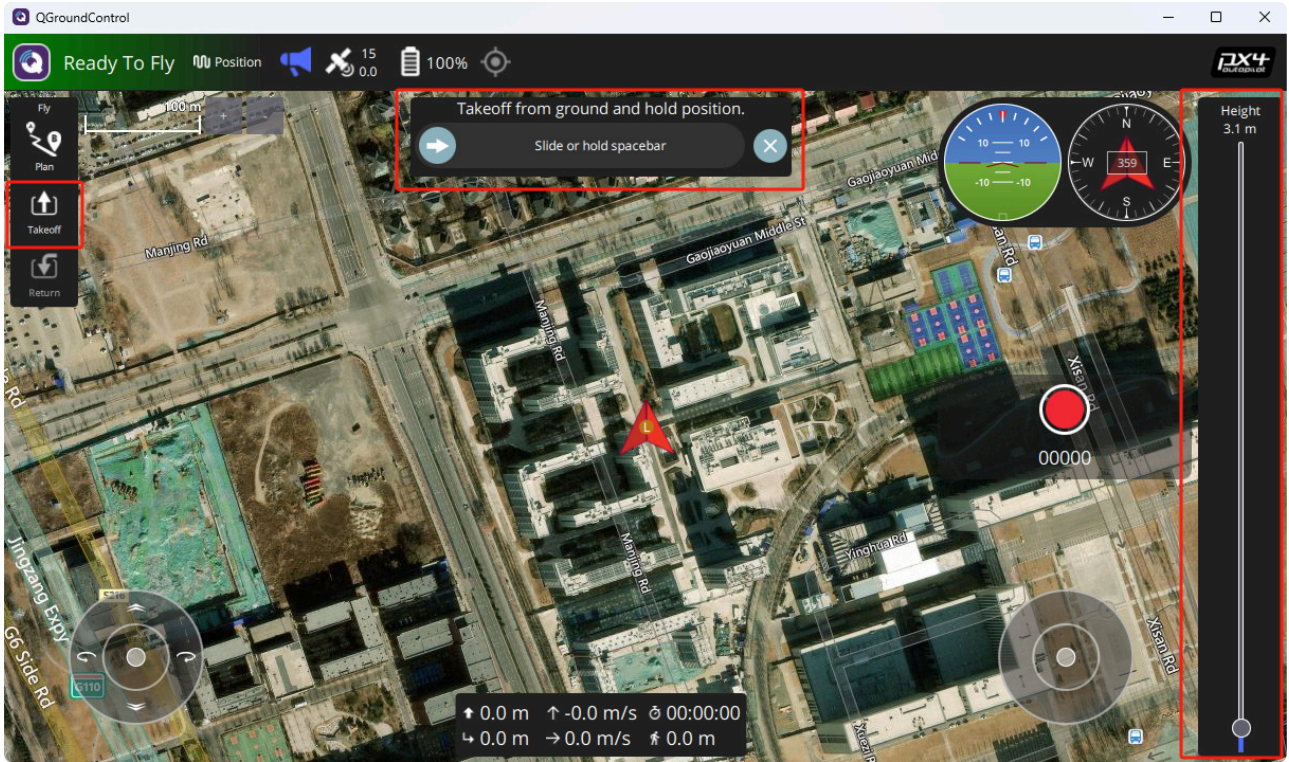 QGroundControl
Ready To Fly
Position
15
0.0
100%
PX4
autopilot
Fly
100 m
Plan
Takeoff
Return
Takeoff from ground and hold position.
Slide or hold spacebar
10
10
-10
-10
N
W
359
E
S
Height
3.1 m
Gaojiaoyuan Mid
Gaojiaoyuan Middle St
Manjing Rd
Manjing Rd
Manjing Rd
Xisan Rd
Xisan Rd
L
00000
Yinghua Rd
Jingzang Expy
S216
G6 Side Rd
G110
0.0 m
-0.0 m/s
00:00:00
0.0 m
0.0 m/s
0.0 m